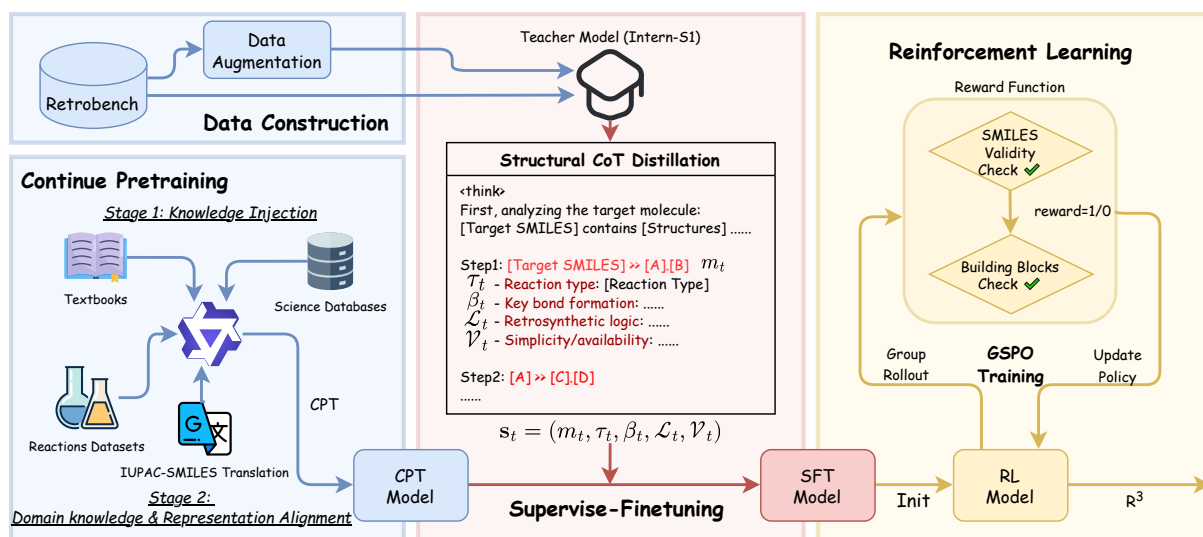 Data
Augmentation
Retrobench
Data Construction
Continue Pretraining
Stage 1: Knowledge Injection
Textbooks
Science Databases
Reactions Datasets
G
文
IUPAC-SMILES Translation
CPT
Stage 2:
Domain knowledge & Representation Alignment
CPT
Model
Teacher Model (Intern-S1)
Structural CoT Distillation
<think>
First, analyzing the target molecule:
[Target SMILES] contains [Structures] ......
Step1: [Target SMILES] >> [A].[B] m_t
τ_t - Reaction type: [Reaction Type]
β_t - Key bond formation: ......
ℒ_t - Retrosynthetic logic: ......
𝒱_t - Simplicity/availability: ......
Step2: [A] >> [C].[D]
......
s_t = (m_t, τ_t, β_t, ℒ_t, 𝒱_t)
Supervise-Finetuning
SFT
Model
Reinforcement Learning
Reward Function
SMILES
Validity
Check ✔
reward=1/0
Building Blocks
Check ✔
Group
Rollout
GSPO
Training
Update
Policy
Init
RL
Model
R³